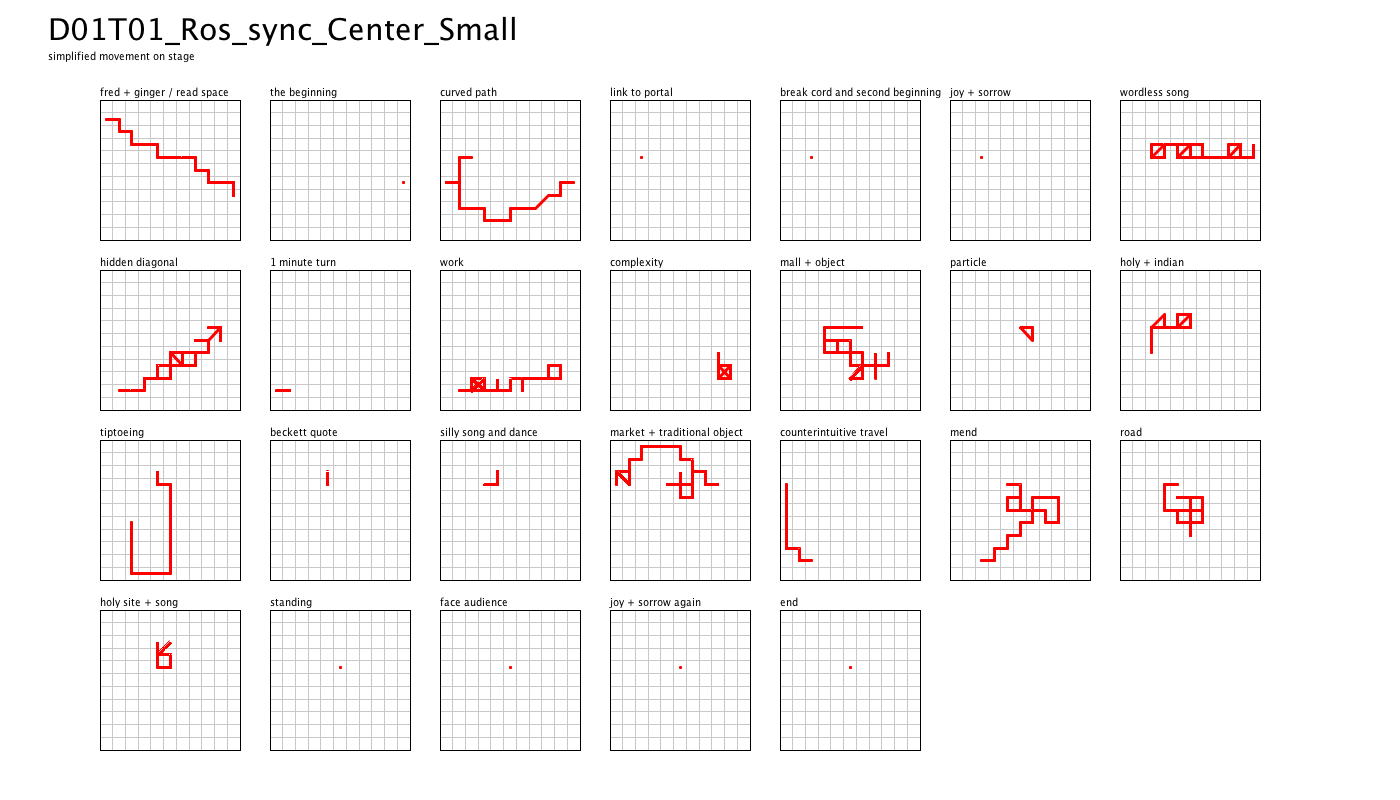 D01T01_Ros_sync_Center_Small
simplified movement on stage
fred + ginger / read space
the beginning
curved path
link to portal
break cord and second beginning
joy + sorrow
wordless song
hidden diagonal
1 minute turn
work
complexity
mall + object
particle
holy + indian
tiptoeing
beckett quote
silly song and dance
market + traditional object
counterintuitive travel
mend
road
holy site + song
standing
face audience
joy + sorrow again
end